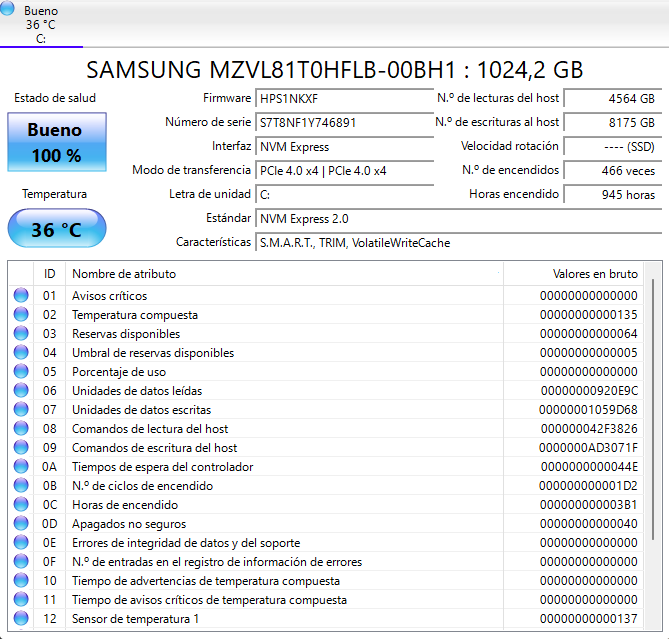 Bueno
36 °C
C:
SAMSUNG MZVL81T0HFLB-00BH1 : 1024,2 GB
Estado de salud
Bueno
100 %
Temperatura
36 °C
Firmware HPS1NKXF
Número de serie S7T8NF1Y746891
Interfaz NVM Express
Modo de transferencia PCIe 4.0 x4 | PCIe 4.0 x4
Letra de unidad C:
Estándar NVM Express 2.0
Características S.M.A.R.T., TRIM, VolatileWriteCache
N.º de lecturas del host 4564 GB
N.º de escrituras al host 8175 GB
Velocidad rotación ---- (SSD)
N.º de encendidos 466 veces
Horas encendido 945 horas
ID Nombre de atributo Valores en bruto
01 Avisos críticos 00000000000000
02 Temperatura compuesta 00000000000135
03 Reservas disponibles 00000000000064
04 Umbral de reservas disponibles 00000000000005
05 Porcentaje de uso 00000000000000
06 Unidades de datos leídas 00000000920E9C
07 Unidades de datos escritas 00000001059D68
08 Comandos de lectura del host 000000042F3826
09 Comandos de escritura del host 0000000AD3071F
0A Tiempos de espera del controlador 0000000000044E
0B N.º de ciclos de encendido 000000000001D2
0C Horas de encendido 000000000003B1
0D Apagados no seguros 00000000000040
0E Errores de integridad de datos y del soporte 00000000000000
0F N.º de entradas en el registro de información de errores 00000000000000
10 Tiempo de advertencias de temperatura compuesta 00000000000000
11 Tiempo de avisos críticos de temperatura compuesta 00000000000000
12 Sensor de temperatura 1 00000000000137